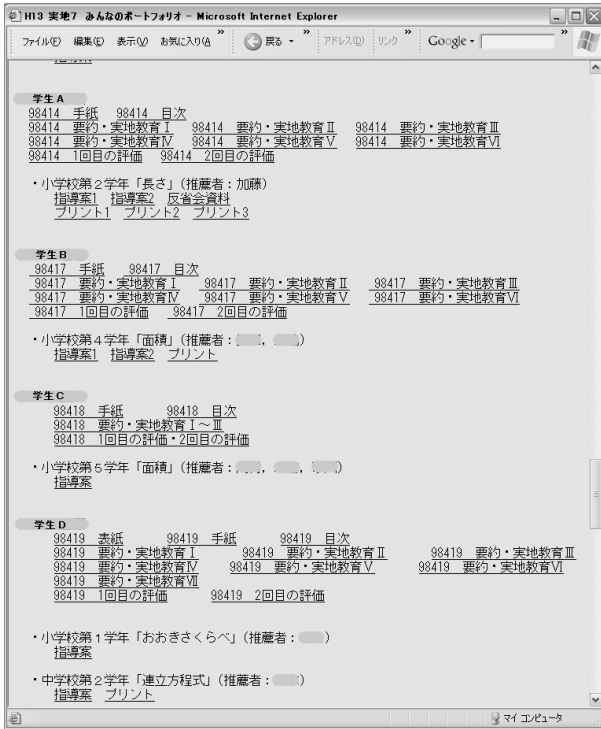 H13 実地7 みんなのポートフォリオ - Microsoft Internet Explorer
ファイル(F) 編集(E) 表示(V) お気に入り(A » 戻る » アドレス(D) リンク » Google »
学生A
98414 手紙 98414 目次
98414 要約・実地教育Ⅰ 98414 要約・実地教育Ⅱ 98414 要約・実地教育Ⅲ
98414 要約・実地教育Ⅳ 98414 要約・実地教育Ⅴ 98414 要約・実地教育Ⅵ
98414 1回目の評価 98414 2回目の評価
・小学校第2学年「長さ」(推薦者:加藤)
指導案1 指導案2 反省会資料
プリント1 プリント2 プリント3
学生B
98417 手紙 98417 目次
98417 要約・実地教育Ⅰ 98417 要約・実地教育Ⅱ 98417 要約・実地教育Ⅲ
98417 要約・実地教育Ⅳ 98417 要約・実地教育Ⅴ 98417 要約・実地教育Ⅵ
98417 1回目の評価 98417 2回目の評価
・小学校第4学年「面積」(推薦者: , )
指導案1 指導案2 プリント
学生C
98418 手紙 98418 目次
98418 要約・実地教育Ⅰ～Ⅲ
98418 1回目の評価・2回目の評価
・小学校第5学年「面積」(推薦者: , , )
指導案
学生D
98419 表紙 98419 手紙 98419 目次
98419 要約・実地教育Ⅰ 98419 要約・実地教育Ⅱ 98419 要約・実地教育Ⅲ
98419 要約・実地教育Ⅳ 98419 要約・実地教育Ⅴ 98419 要約・実地教育Ⅵ
98419 要約・実地教育Ⅶ
98419 1回目の評価 98419 2回目の評価
・小学校第1学年「おおきさくらべ」(推薦者: )
指導案
・中学校第2学年「連立方程式」(推薦者: )
指導案 プリント
マイ コンピュータ